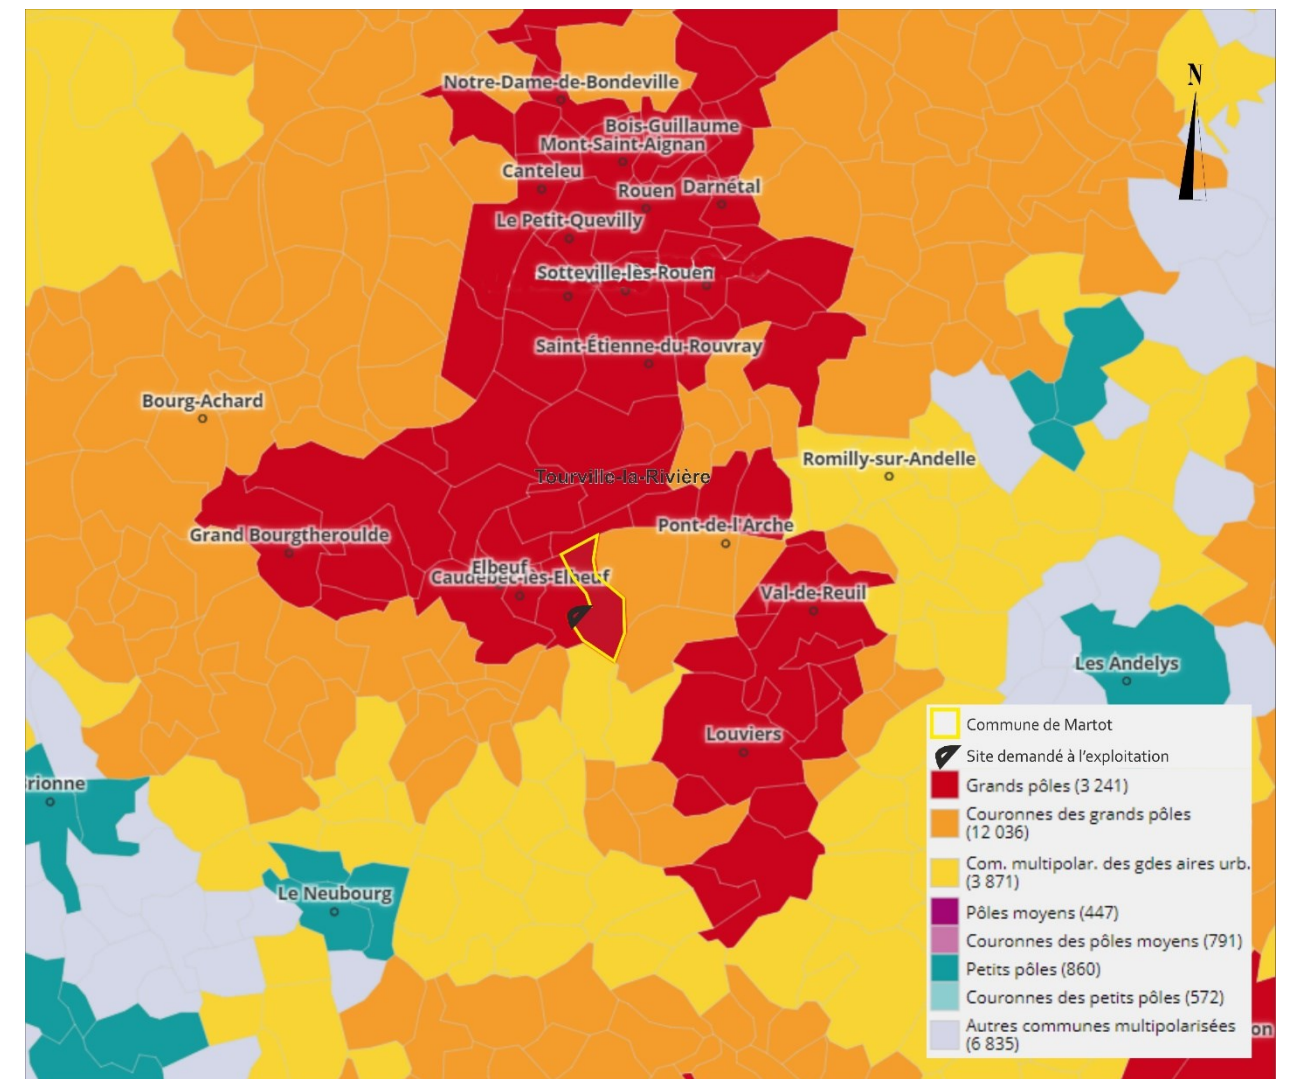 N
Notre-Dame-de-Bondeville
Bois-Guillaume
Mont-Saint-Aignan
Canteleu
Rouen
Darnétal
Le Petit-Quevilly
Sotteville-lès-Rouen
Saint-Étienne-du-Rouvray
Bourg-Achard
Romilly-sur-Andelle
Tourville-la-Rivière
Pont-de-l'Arche
Grand Bourgtheroulde
Elbeuf
Caudebec-lès-Elbeuf
Val-de-Reuil
Les Andelys
Louviers
rionne
Le Neubourg
on
Commune de Martot
Site demandé à l'exploitation
Grands pôles (3 241)
Couronnes des grands pôles
(12 036)
Com. multipolar. des gdes aires urb.
(3 871)
Pôles moyens (447)
Couronnes des pôles moyens (791)
Petits pôles (860)
Couronnes des petits pôles (572)
Autres communes multipolarisées
(6 835)